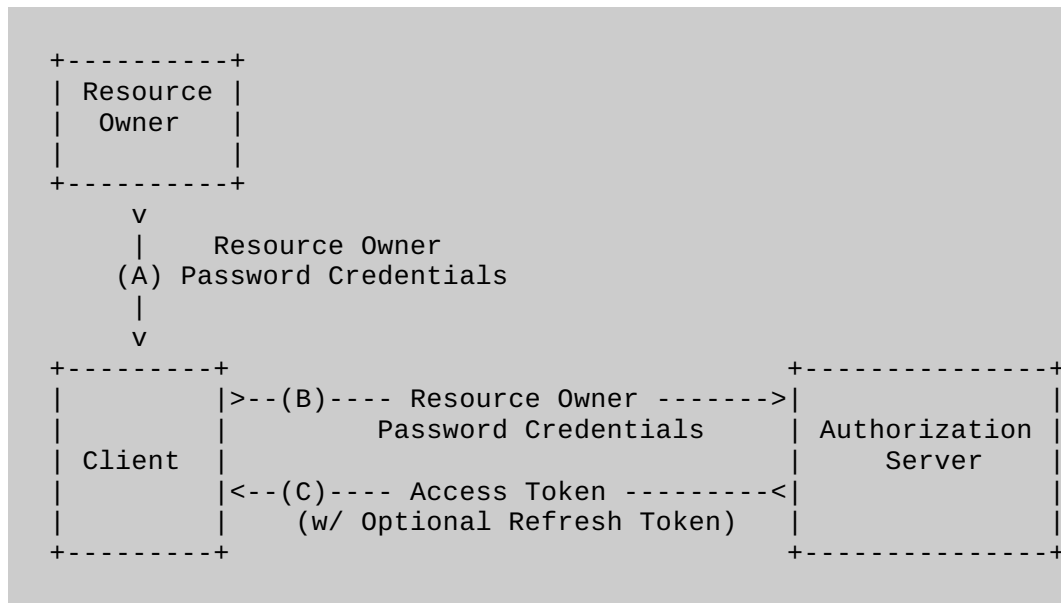 +----------+
| Resource |
|  Owner   |
|          |
+----------+
     v
     |    Resource Owner
    (A) Password Credentials
     |
     v
+---------+                                  +---------------+
|         |>--(B)---- Resource Owner ------->|               |
|         |         Password Credentials     | Authorization |
| Client  |                                  |     Server    |
|         |<--(C)---- Access Token ---------<|               |
|         |    (w/ Optional Refresh Token)   |               |
+---------+                                  +---------------+